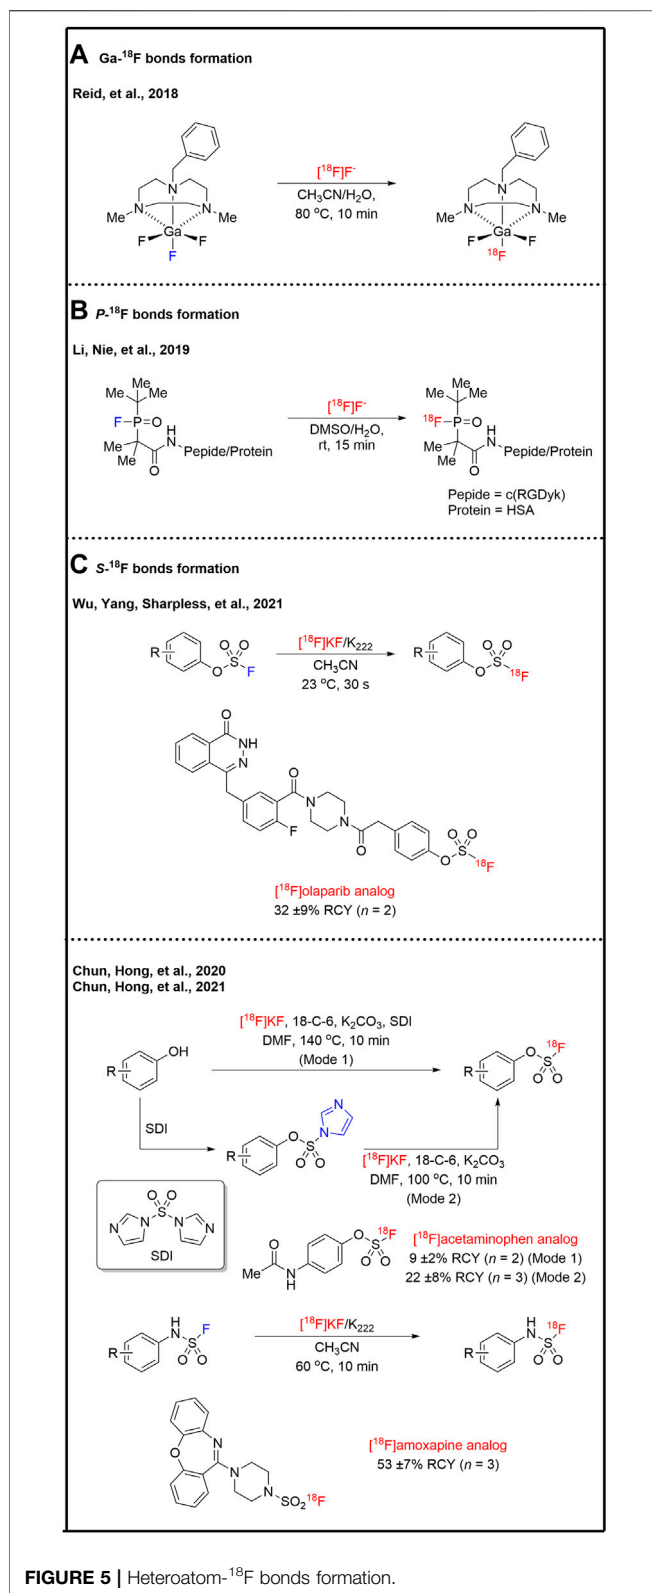 A Ga-¹⁸F bonds formation
Reid, et al., 2018
N
N
N
Me
Me
Ga
F
F
F
[¹⁸F]F⁻
CH₃CN/H₂O,
80 °C, 10 min
N
N
N
Me
Me
Ga
F
F
¹⁸F
B P-¹⁸F bonds formation
Li, Nie, et al., 2019
Me
Me
Me
F
P=O
H
N
Me
Me
O
Pepide/Protein
[¹⁸F]F⁻
DMSO/H₂O,
rt, 15 min
Me
Me
Me
¹⁸F
P=O
H
N
Me
Me
O
Pepide/Protein
Pepide = c(RGDyk)
Protein = HSA
C S-¹⁸F bonds formation
Wu, Yang, Sharpless, et al., 2021
R
O
O O
S
F
[¹⁸F]KF/K₂₂₂
CH₃CN
23 °C, 30 s
R
O
O O
S
¹⁸F
O
NH
N
O
F
N
N
O
O O
O
S
¹⁸F
[¹⁸F]olaparib analog
32 ±9% RCY (n = 2)
Chun, Hong, et al., 2020
Chun, Hong, et al., 2021
R
OH
[¹⁸F]KF, 18-C-6, K₂CO₃, SDI
DMF, 140 °C, 10 min
(Mode 1)
R
O
¹⁸F
S
O O
SDI
R
O
S
O O
N
N
[¹⁸F]KF, 18-C-6, K₂CO₃
DMF, 100 °C, 10 min
(Mode 2)
O O
S
N N
N N
SDI
O
Me
N
H
O
¹⁸F
S
O O
[¹⁸F]acetaminophen analog
9 ±2% RCY (n = 2) (Mode 1)
22 ±8% RCY (n = 3) (Mode 2)
R
H
N
F
S
O O
[¹⁸F]KF/K₂₂₂
CH₃CN
60 °C, 10 min
R
H
N
¹⁸F
S
O O
O
N
N
N
SO₂¹⁸F
[¹⁸F]amoxapine analog
53 ±7% RCY (n = 3)
FIGURE 5 | Heteroatom-¹⁸F bonds formation.